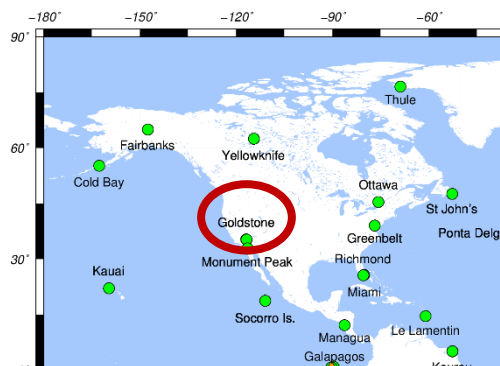 −180° −150° −120° −90° −60°
90°
Thule
Fairbanks
60°
Yellowknife
Cold Bay
Ottawa
St John's
Goldstone
Greenbelt
Ponta Delg
30°
Monument Peak
Richmond
Kauai
Miami
Socorro Is.
Le Lamentin
Managua
Galapagos